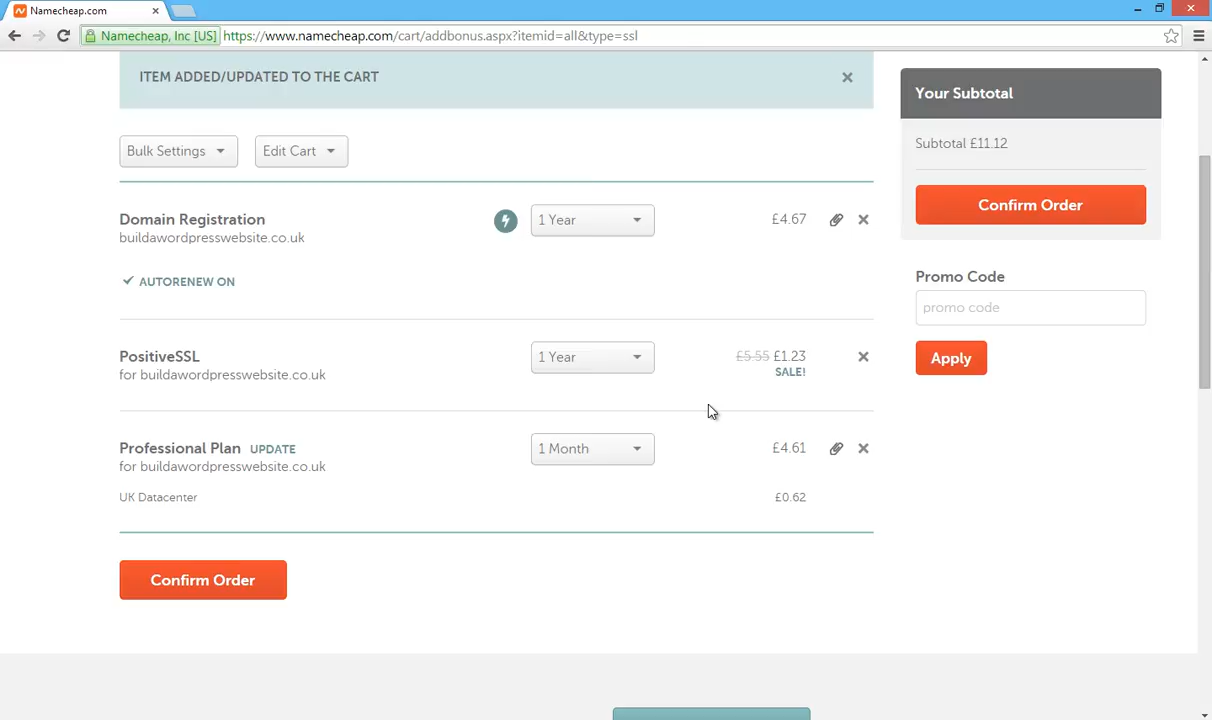 Namecheap.com
Namecheap, Inc [US] https://www.namecheap.com/cart/addbonus.aspx?itemid=all&type=ssl
ITEM ADDED/UPDATED TO THE CART
Bulk Settings Edit Cart
Domain Registration 1 Year £4.67
buildawordpresswebsite.co.uk
AUTORENEW ON
PositiveSSL 1 Year £5.55 £1.23
for buildawordpresswebsite.co.uk SALE!
Professional Plan UPDATE 1 Month £4.61
for buildawordpresswebsite.co.uk
UK Datacenter £0.62
Confirm Order
Your Subtotal
Subtotal £11.12
Confirm Order
Promo Code
promo code
Apply